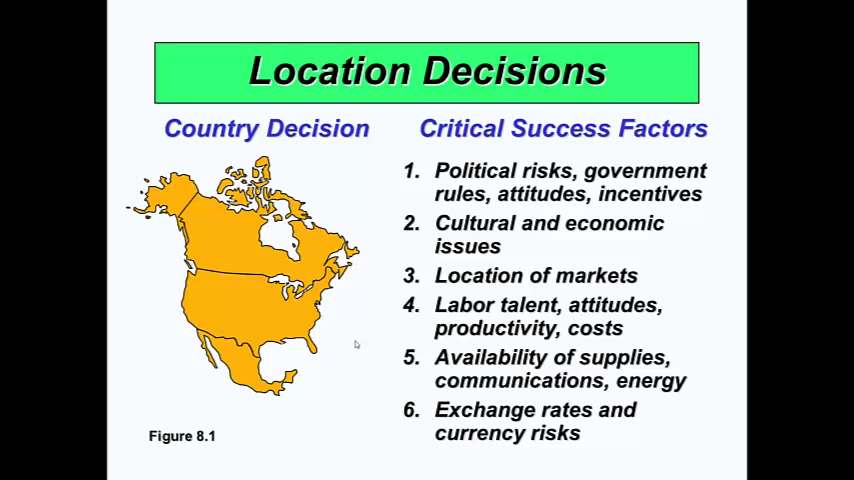 Location Decisions
Country Decision
Critical Success Factors
1. Political risks, government
rules, attitudes, incentives
2. Cultural and economic
issues
3. Location of markets
4. Labor talent, attitudes,
productivity, costs
5. Availability of supplies,
communications, energy
6. Exchange rates and
currency risks
Figure 8.1